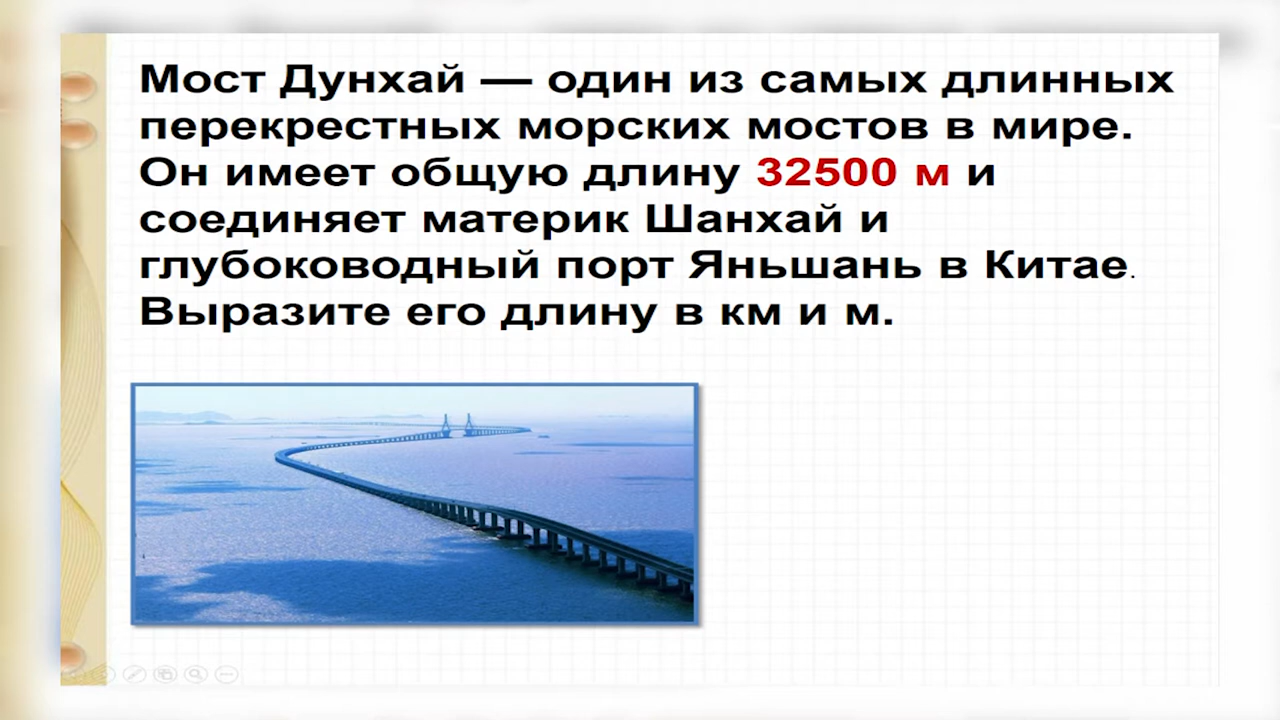 Мост Дунхай — один из самых длинных
перекрестных морских мостов в мире.
Он имеет общую длину 32500 м и
соединяет материк Шанхай и
глубоководный порт Яньшань в Китае.
Выразите его длину в км и м.